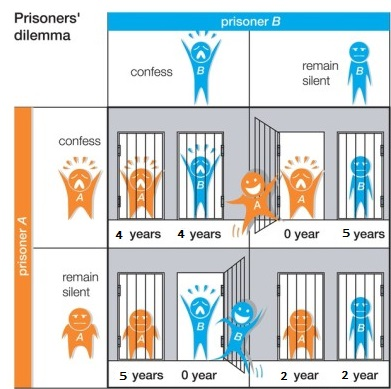 Prisoners'
dilemma
prisoner B
confess
B
remain
silent
B
prisoner A
confess
A
A
A
B
A
A
B
4 years
4 years
0 year
5 years
remain
silent
A
A
B
B
A
B
5 years
0 year
2 year
2 year